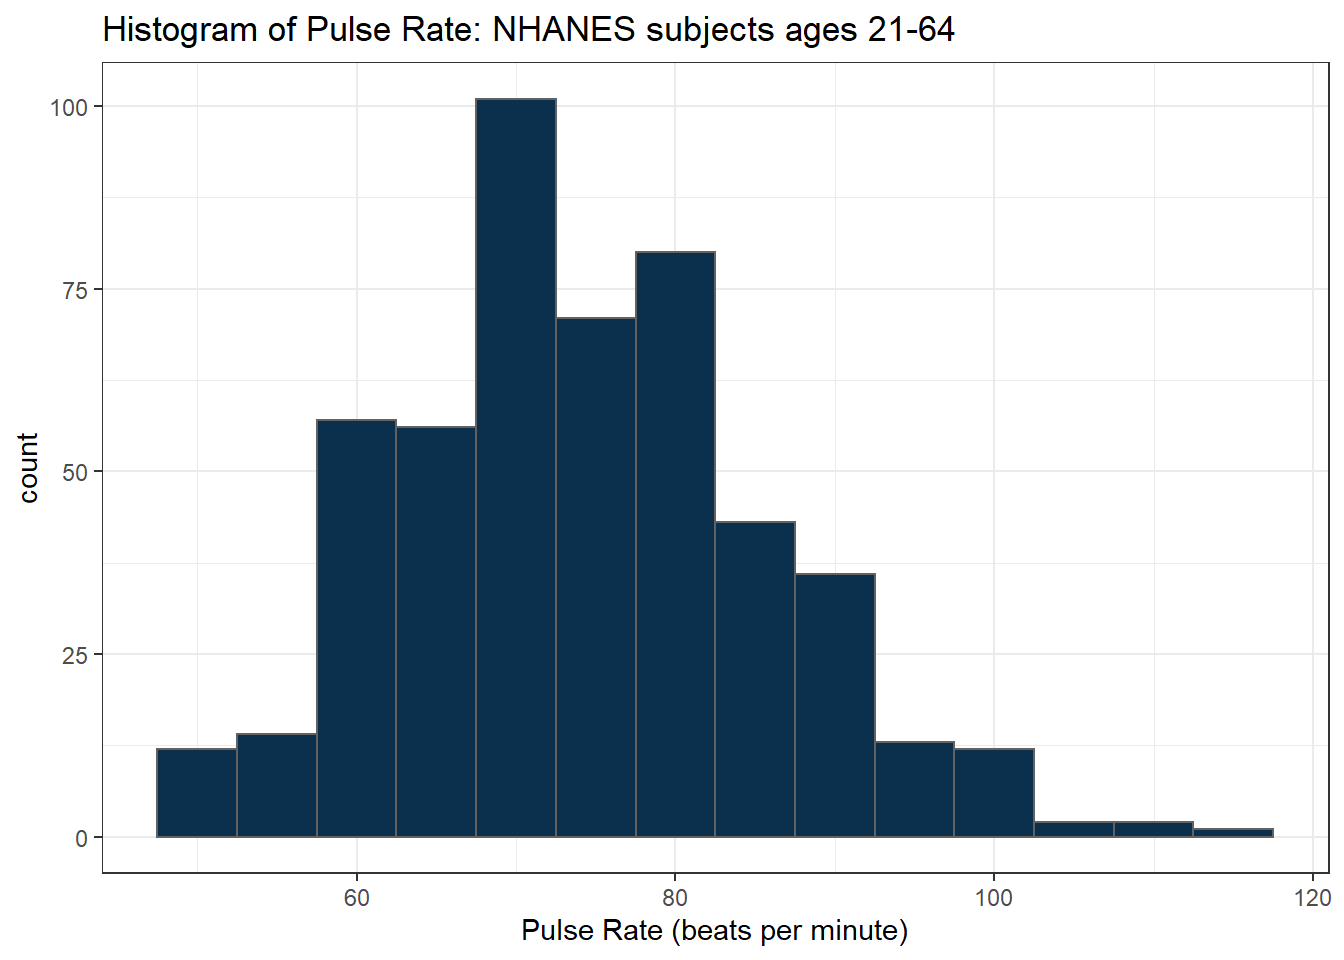 Histogram of Pulse Rate: NHANES subjects ages 21-64
100
75
50
25
0
count
60 80 100 120
Pulse Rate (beats per minute)